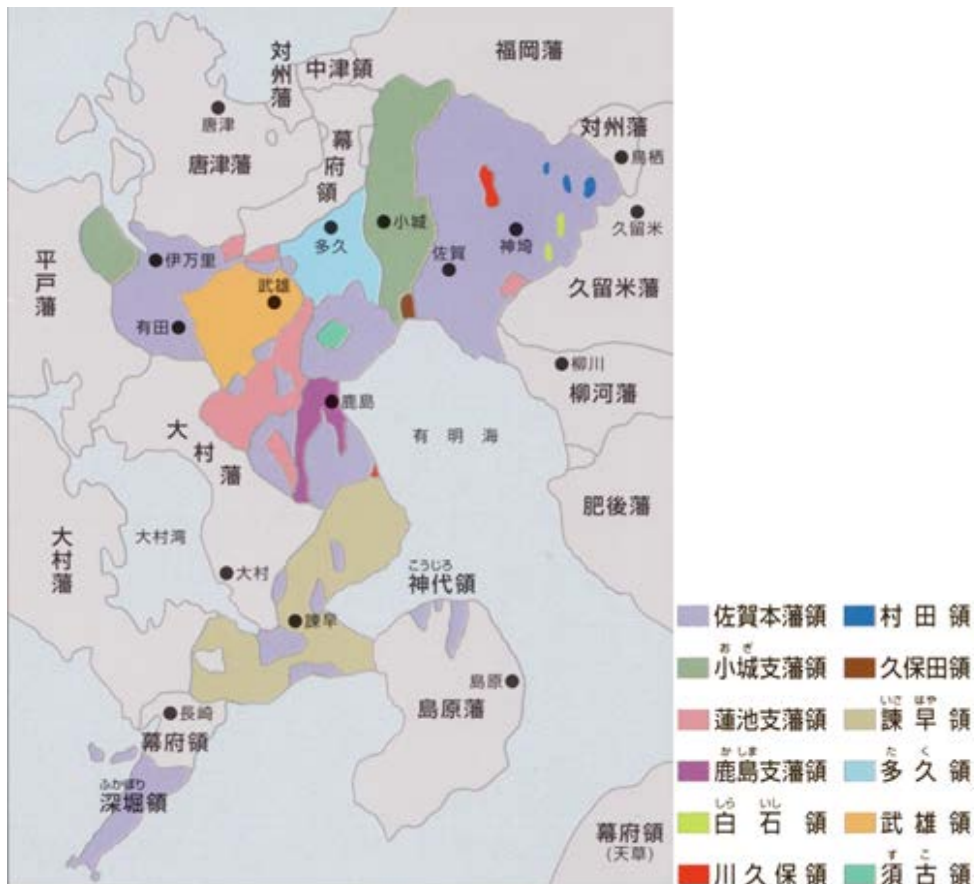 対州藩
中津領
福岡藩
唐津
唐津藩
幕府領
対州藩
鳥栖
小城
多久
佐賀
神埼
久留米
久留米藩
平戸藩
伊万里
武雄
有田
柳川
柳河藩
鹿島
有明海
大村藩
肥後藩
大村藩
大村湾
大村
こうじろ
神代領
諫早
島原
島原藩
長崎
幕府領
ふかぼり
深堀領
幕府領
(天草)
佐賀本藩領
お ぎ
小城支藩領
蓮池支藩領
か しま
鹿島支藩領
しら いし
白石領
川久保領
村田領
久保田領
いさ はや
諫早領
た く
多久領
武雄領
す こ
須古領